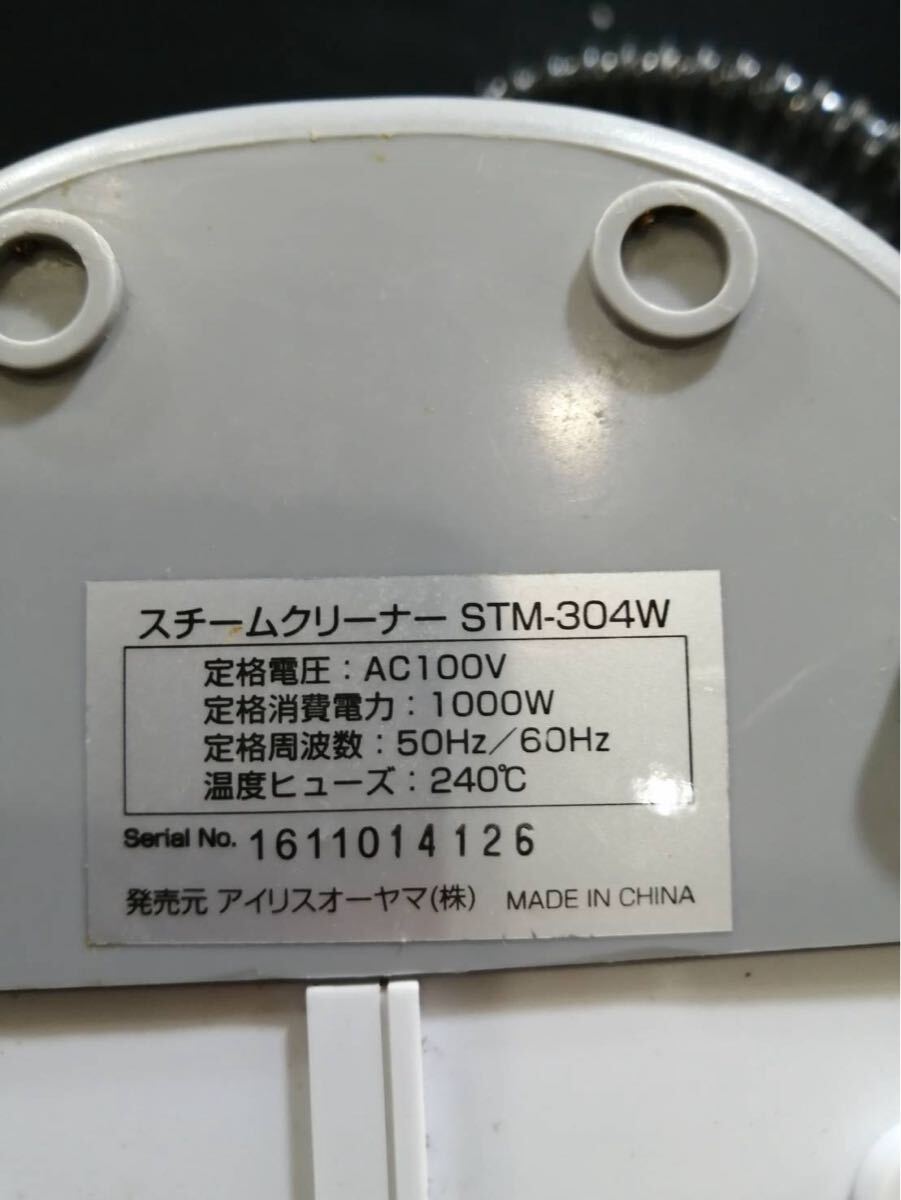 スチームクリーナー STM-304W
定格電圧：AC100V
定格消費電力：1000W
定格周波数：50Hz／60Hz
温度ヒューズ：240℃
Serial No. 1611014126
発売元 アイリスオーヤマ(株) MADE IN CHINA